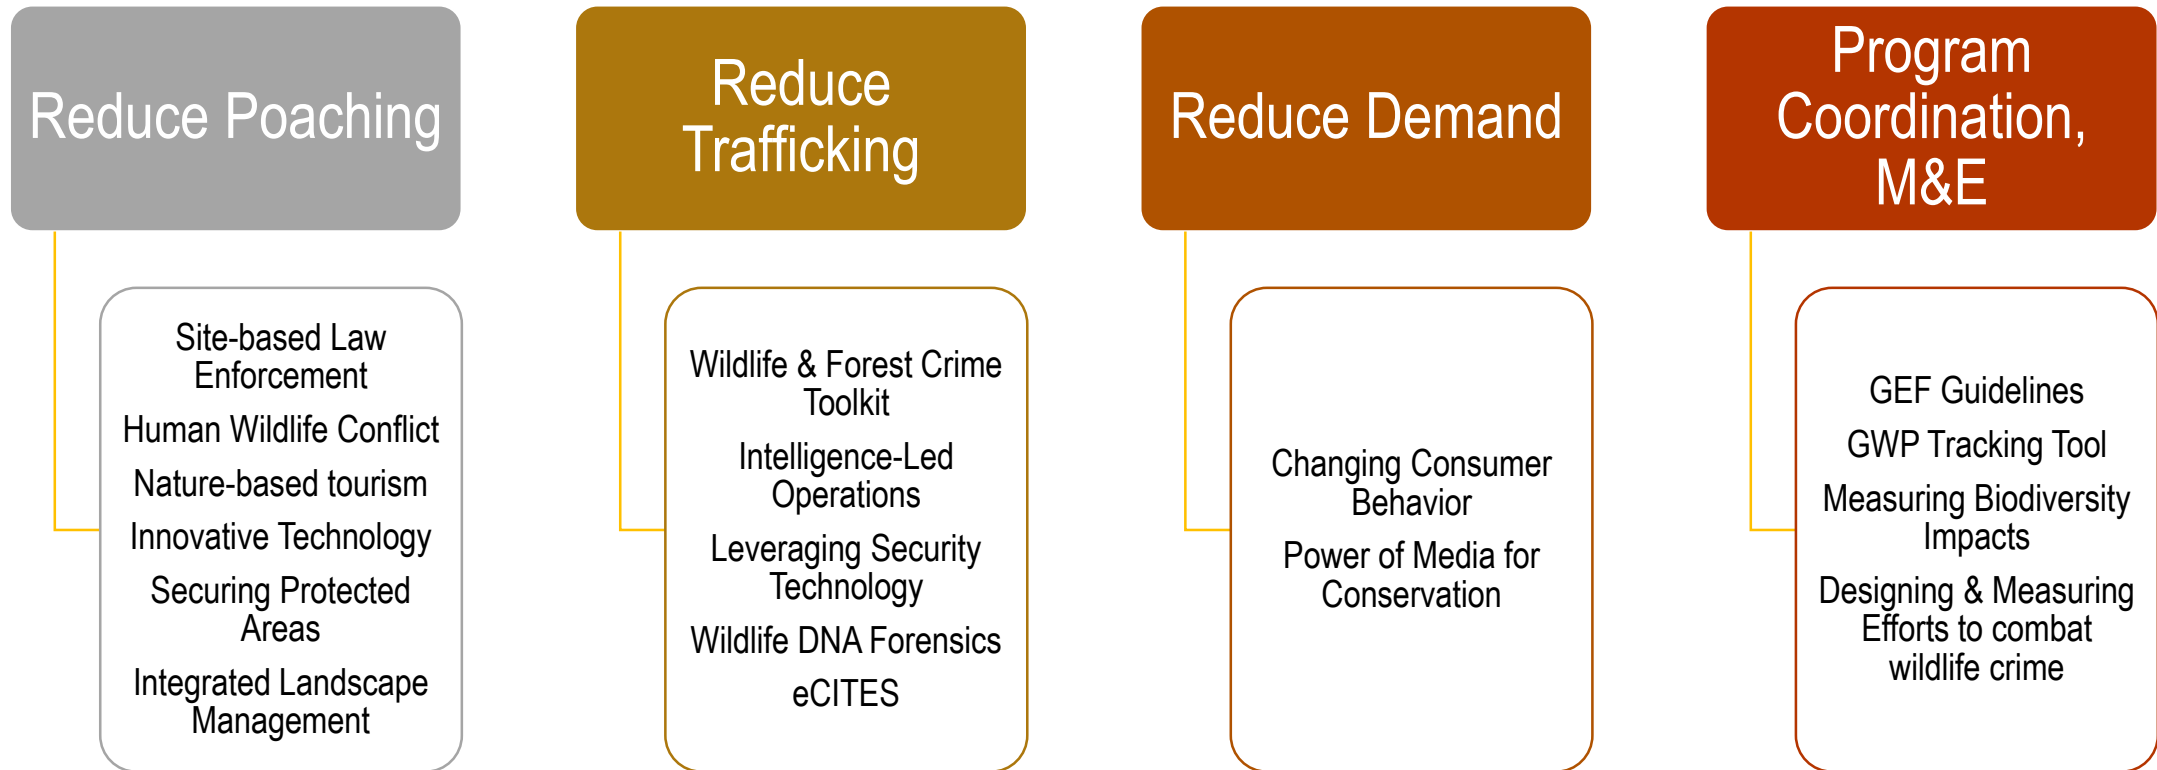 Reduce Poaching
Site-based Law
Enforcement
Human Wildlife Conflict
Nature-based tourism
Innovative Technology
Securing Protected
Areas
Integrated Landscape
Management
Reduce
Trafficking
Wildlife & Forest Crime
Toolkit
Intelligence-Led
Operations
Leveraging Security
Technology
Wildlife DNA Forensics
eCITES
Reduce Demand
Changing Consumer
Behavior
Power of Media for
Conservation
Program
Coordination,
M&E
GEF Guidelines
GWP Tracking Tool
Measuring Biodiversity
Impacts
Designing & Measuring
Efforts to combat
wildlife crime